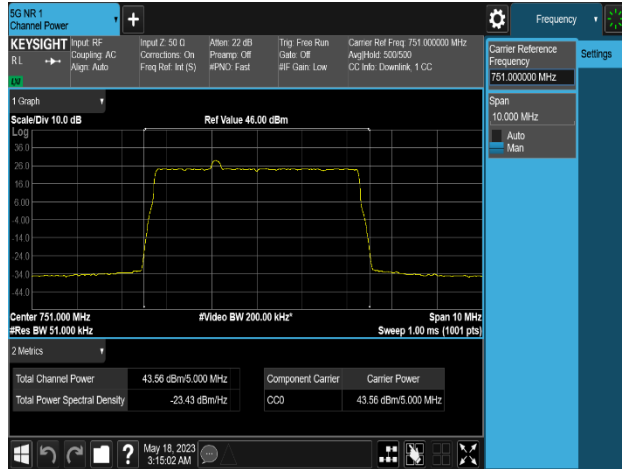 5G NR 1
Channel Power
Frequency
KEYSIGHT
R L
LW
Input: RF
Coupling: AC
Align: Auto
Input Z: 50 Ω
Corrections: On
Freq Ref: Int (S)
Atten: 22 dB
Preamp: Off
#PNO: Fast
Trig: Free Run
Gate: Off
#IF Gain: Low
Carrier Ref Freq: 751.000000 MHz
Avg|Hold: 500/500
CC Info: Downlink, 1 CC
Carrier Reference
Frequency
751.000000 MHz
Settings
Span
10.000 MHz
Auto
Man
1 Graph
Scale/Div 10.0 dB
Ref Value 46.00 dBm
Log
36.0
26.0
16.0
6.00
-4.00
-14.0
-24.0
-34.0
-44.0
Center 751.000 MHz
#Video BW 200.00 kHz*
Span 10 MHz
#Res BW 51.000 kHz
Sweep 1.00 ms (1001 pts)
2 Metrics
Total Channel Power
43.56 dBm/5.000 MHz
Total Power Spectral Density
-23.43 dBm/Hz
Component Carrier
Carrier Power
CC0
43.56 dBm/5.000 MHz
?
May 18, 2023
3:15:02 AM